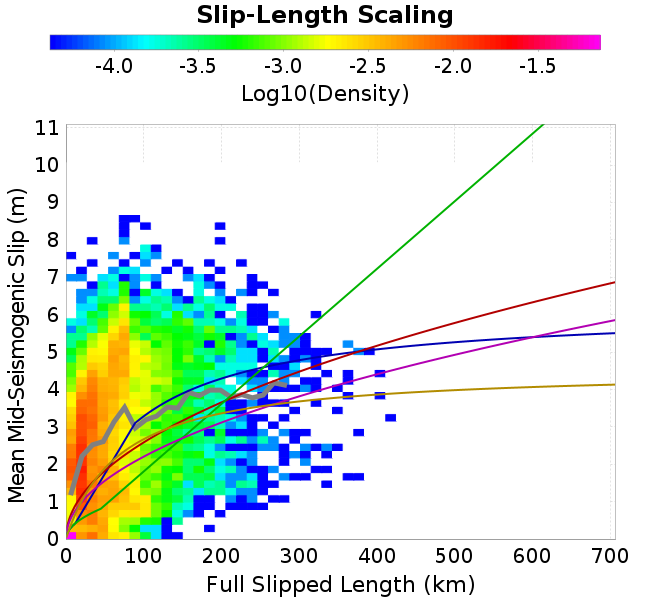 Slip-Length Scaling
-4.0 -3.5 -3.0 -2.5 -2.0 -1.5
Log10(Density)
11
10
9
8
7
6
5
4
3
2
1
0
Mean Mid-Seismogenic Slip (m)
0 100 200 300 400 500 600 700
Full Slipped Length (km)